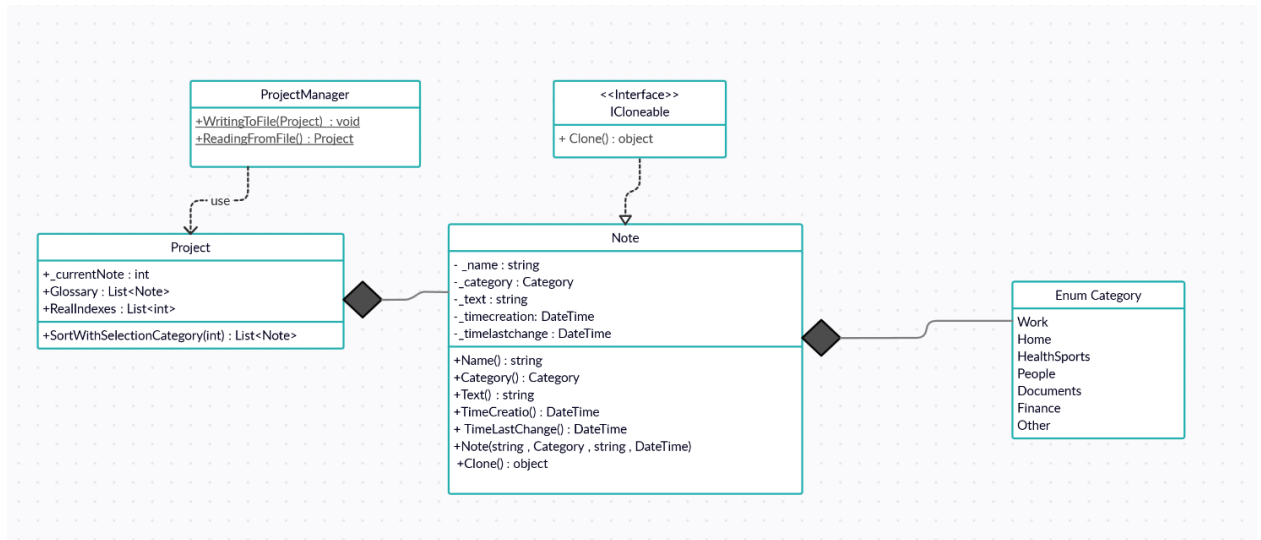 ProjectManager
+WritingToFile(Project) : void
+ReadingFromFile() : Project
<<Interface>>
ICloneable
+ Clone() : object
use
Project
+_currentNote : int
+Glossary : List<Note>
+RealIndexes : List<int>
+SortWithSelectionCategory(int) : List<Note>
Note
- _name : string
-_category : Category
-_text : string
-_timecreation: DateTime
-_timelastchange : DateTime
+Name() : string
+Category() : Category
+Text() : string
+TimeCreatio() : DateTime
+ TimeLastChange() : DateTime
+Note(string , Category , string , DateTime)
+Clone() : object
Enum Category
Work
Home
HealthSports
People
Documents
Finance
Other